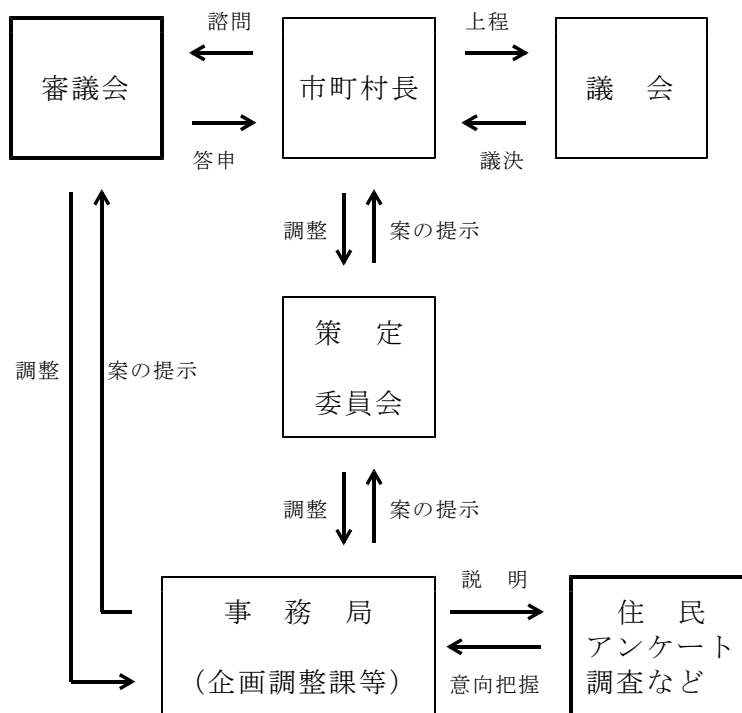 諮問
上程
審議会
市町村長
議　会
答申
議決
調整
案の提示
策　定
委員会
調整
案の提示
調整
案の提示
説　明
事　務　局
（企画調整課等）
意向把握
住　民
アンケート
調査など